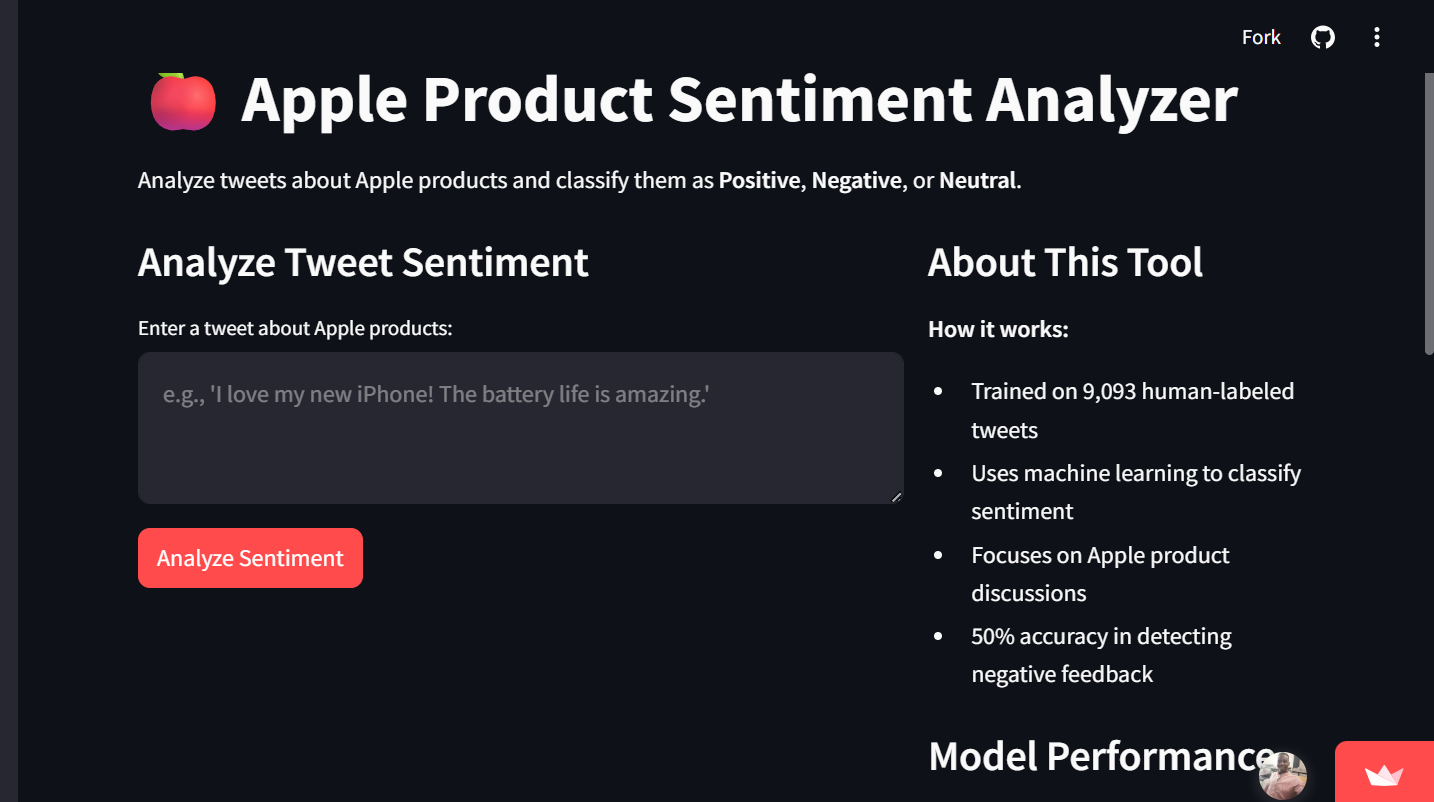 Fork
Apple Product Sentiment Analyzer
Analyze tweets about Apple products and classify them as Positive, Negative, or Neutral.
Analyze Tweet Sentiment
Enter a tweet about Apple products:
e.g., 'I love my new iPhone! The battery life is amazing.'
Analyze Sentiment
About This Tool
How it works:
Trained on 9,093 human-labeled
tweets
Uses machine learning to classify
sentiment
Focuses on Apple product
discussions
50% accuracy in detecting
negative feedback
Model Performance